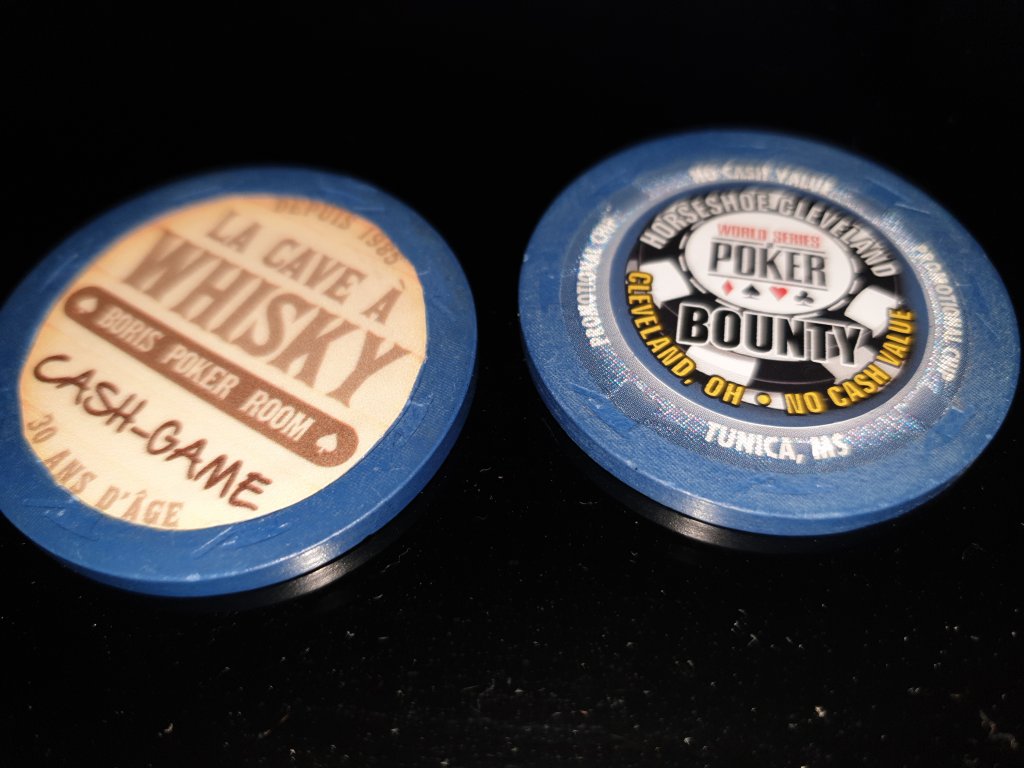 DEPUIS 1985
LA CAVE À
WHISKY
BORIS POKER ROOM
CASH-GAME
30 ANS D'ÂGE
NO CASH VALUE
PROMOTIONAL CHIP
PROMOTIONAL CHIP
TUNICA, MS
HORSESHOE CLEVELAND
WORLD SERIES
POKER
BOUNTY
CLEVELAND, OH • NO CASH VALUE